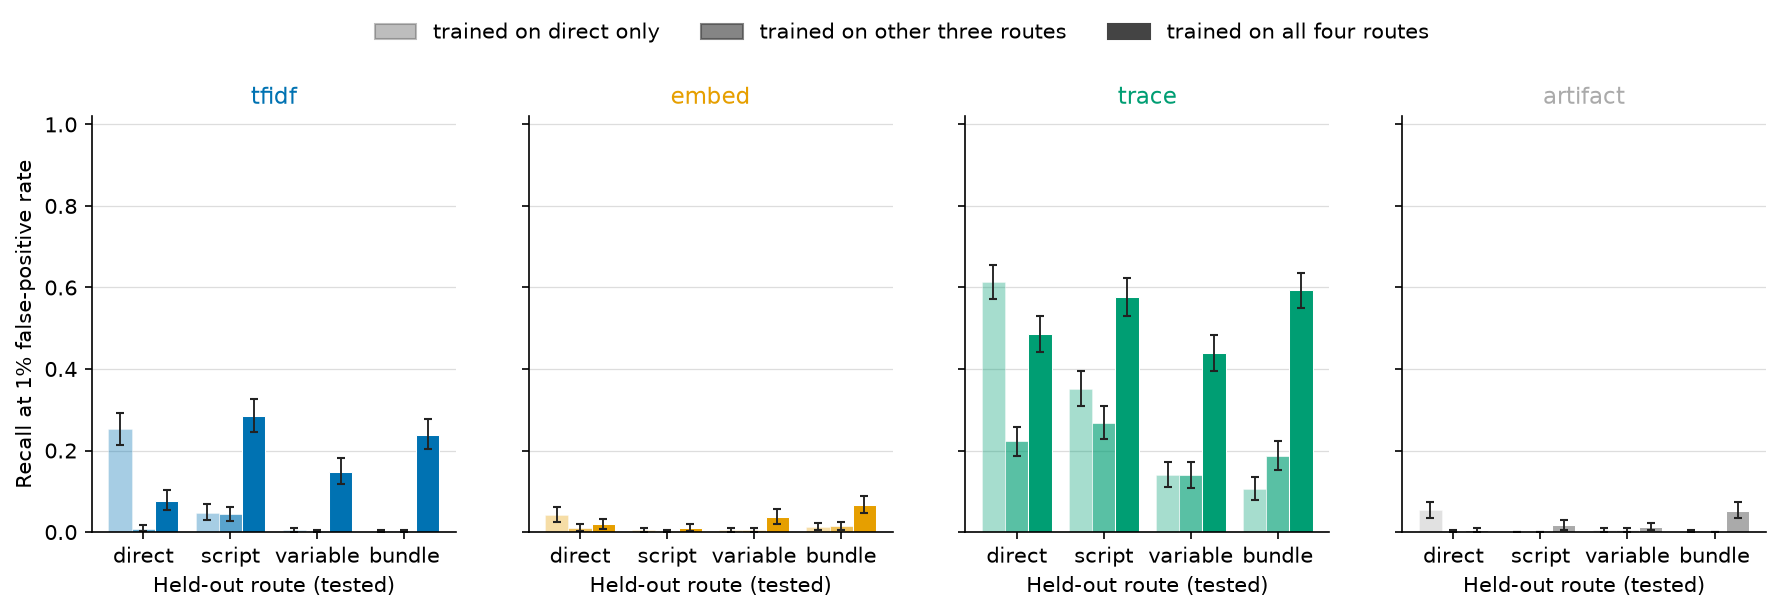 trained on direct only trained on other three routes trained on all four routes
tfidf embed trace artifact
Recall at 1% false-positive rate
1.0
0.8
0.6
0.4
0.2
0.0
direct script variable bundle direct script variable bundle direct script variable bundle direct script variable bundle
Held-out route (tested) Held-out route (tested) Held-out route (tested) Held-out route (tested)